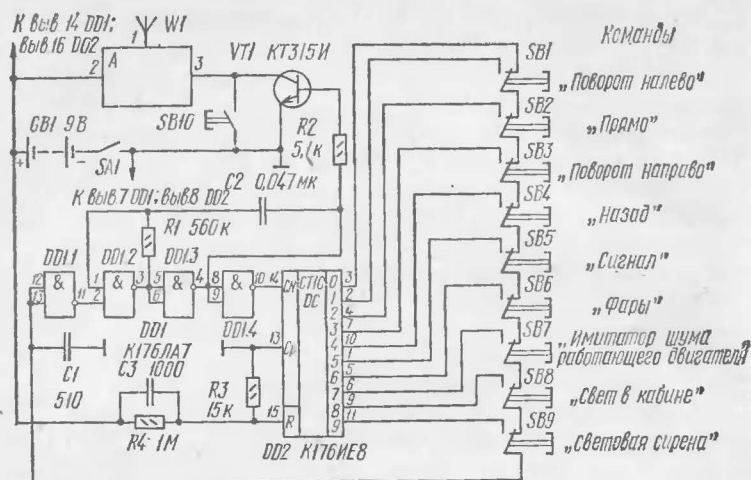 К выв 14 DD1;
выв.16 DD2
W1
1
A
2
3
VT1 КТ315И
SB10
R2
5,1к
GB1 9В
+
-
SA1
C2 0,047мк
К выв.7 DD1; выв.8 DD2
R1 560к
DD1.1
DD1.2
DD1.3
12
13
&
11
1
2
&
3
5
6
&
4
8
9
&
10
14
DD1
К176ЛА7
DD1.4
13
C1
510
C3 1000
R3
15к
R4 1М
15
CN
CP
R
CT10
DC
0
1
2
3
4
5
6
7
8
9
3
2
4
7
10
1
5
6
9
11
DD2 К176ИЕ8
Команды
SB1
„Поворот налево"
SB2
„Прямо"
SB3
„Поворот направо"
SB4
„Назад"
SB5
„Сигнал"
SB6
„Фары"
SB7
„Имитатор шума
работающего двигателя"
SB8
„Свет в кабине"
SB9
„Световая сирена"